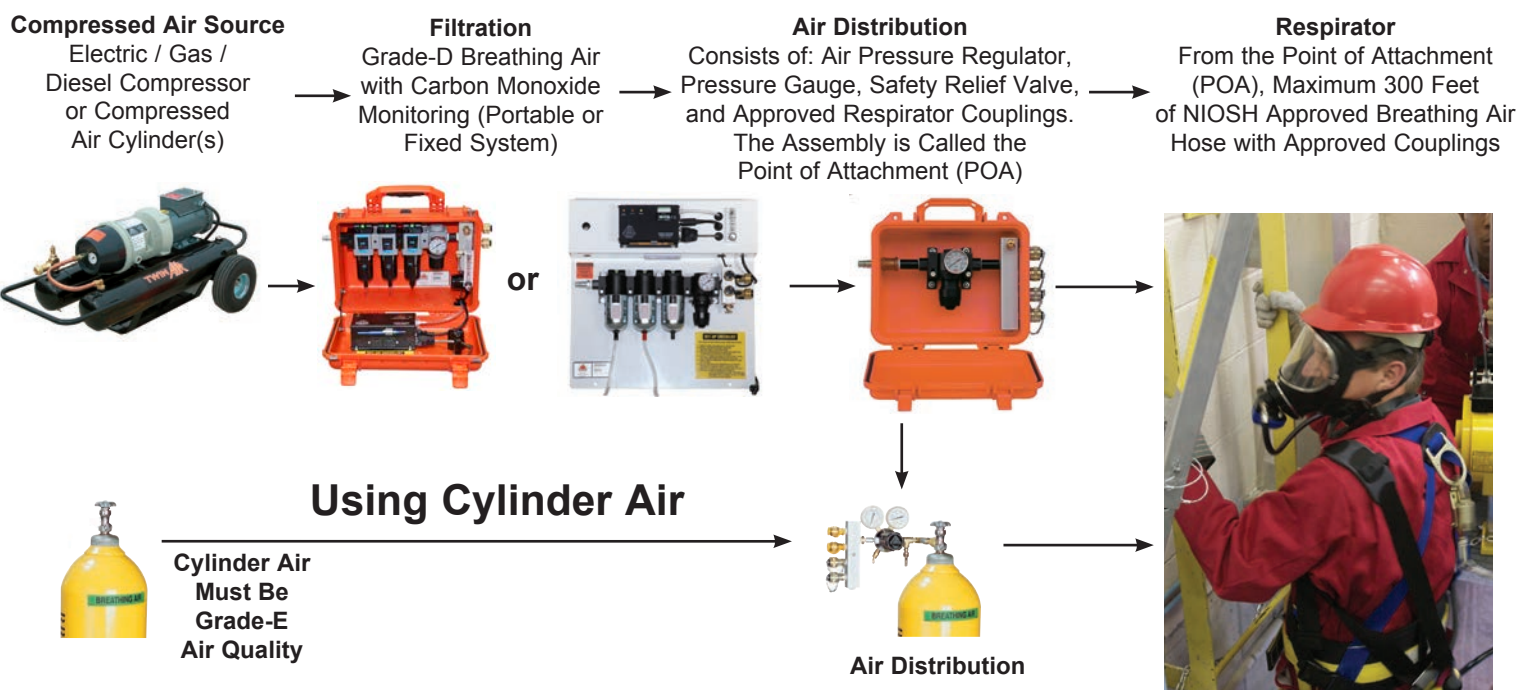 Compressed Air Source
Electric / Gas /
Diesel Compressor
or Compressed
Air Cylinder(s)
Filtration
Grade-D Breathing Air
with Carbon Monoxide
Monitoring (Portable or
Fixed System)
Air Distribution
Consists of: Air Pressure Regulator,
Pressure Gauge, Safety Relief Valve,
and Approved Respirator Couplings.
The Assembly is Called the
Point of Attachment (POA)
Respirator
From the Point of Attachment
(POA), Maximum 300 Feet
of NIOSH Approved Breathing Air
Hose with Approved Couplings
TWIN AIR
or
Using Cylinder Air
Cylinder Air
Must Be
Grade-E
Air Quality
BREATHING AIR
BREATHING AIR
Air Distribution